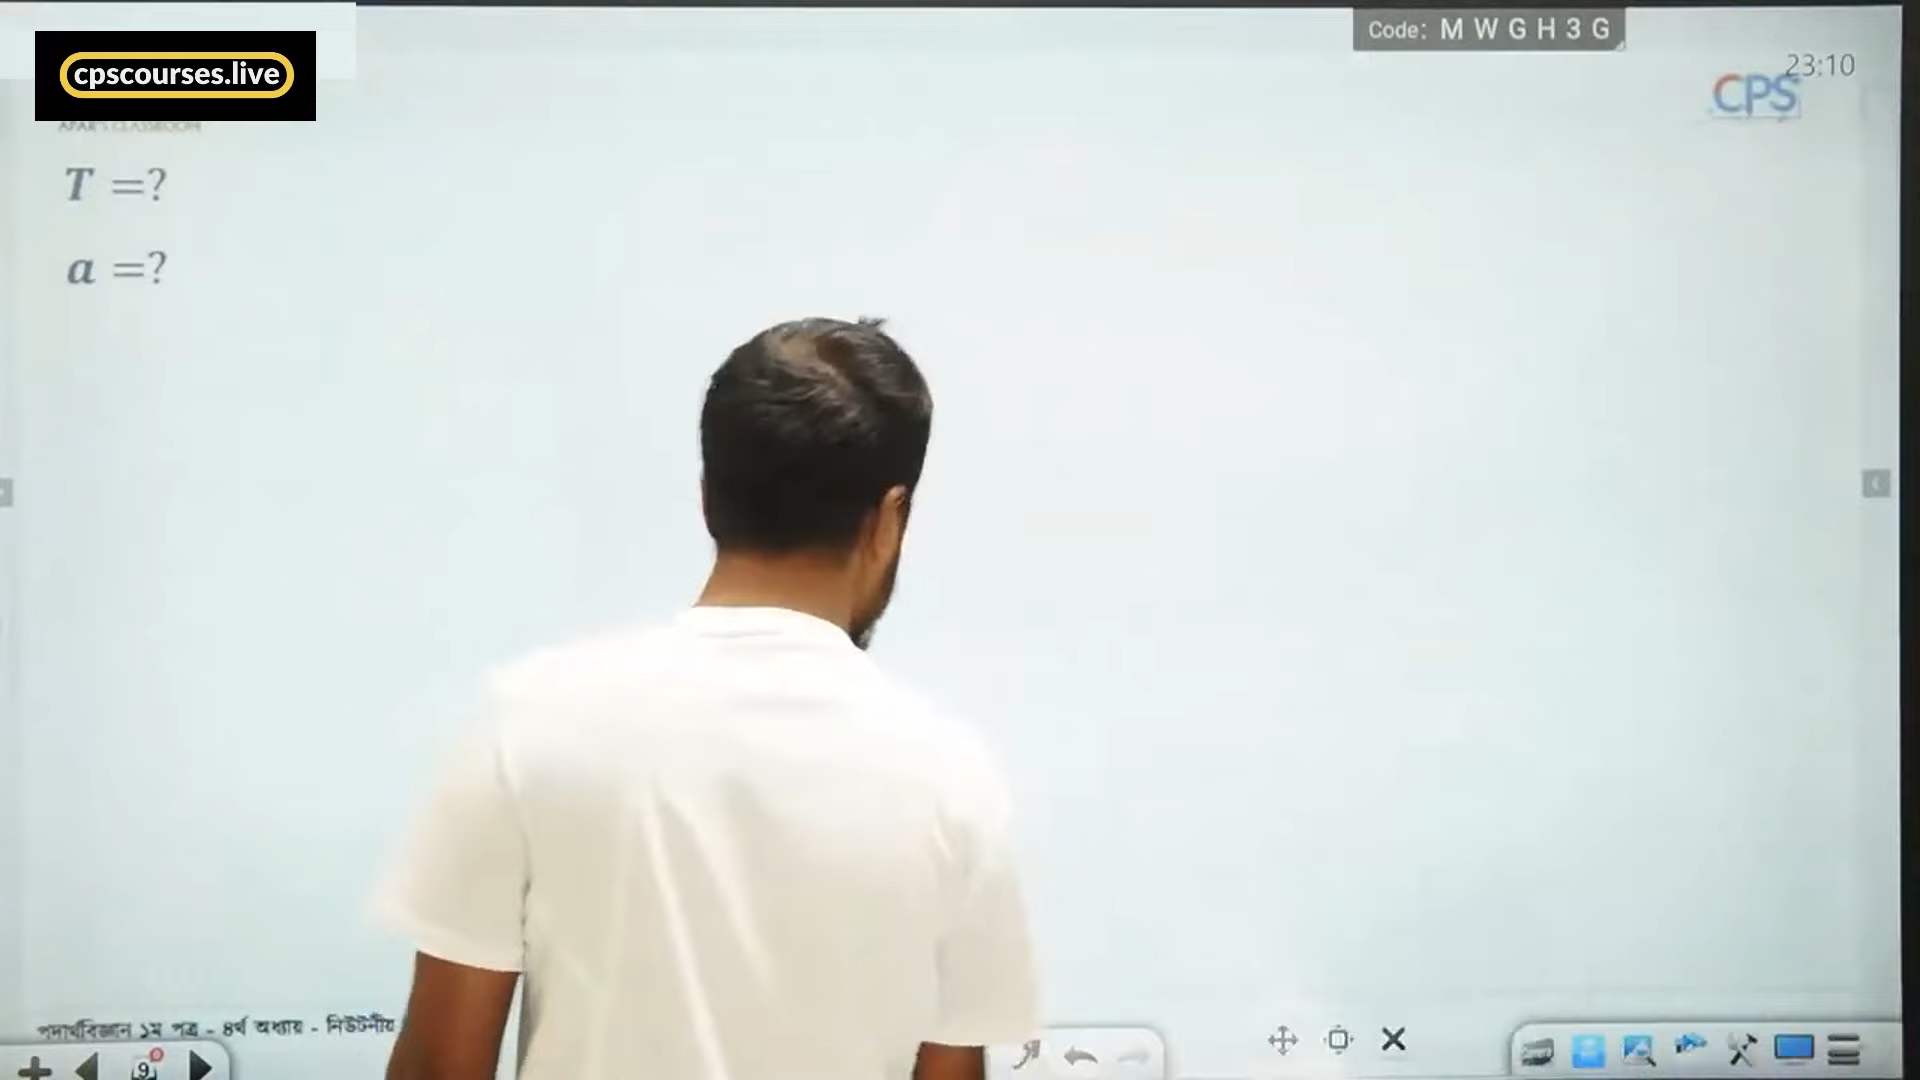 Code: M W G H 3 G
cpscourses.live
23:10
CPS
T =?
a =?
পদার্থবিজ্ঞান ১ম পত্র - ৪র্থ অধ্যায় - নিউটনীয়
9